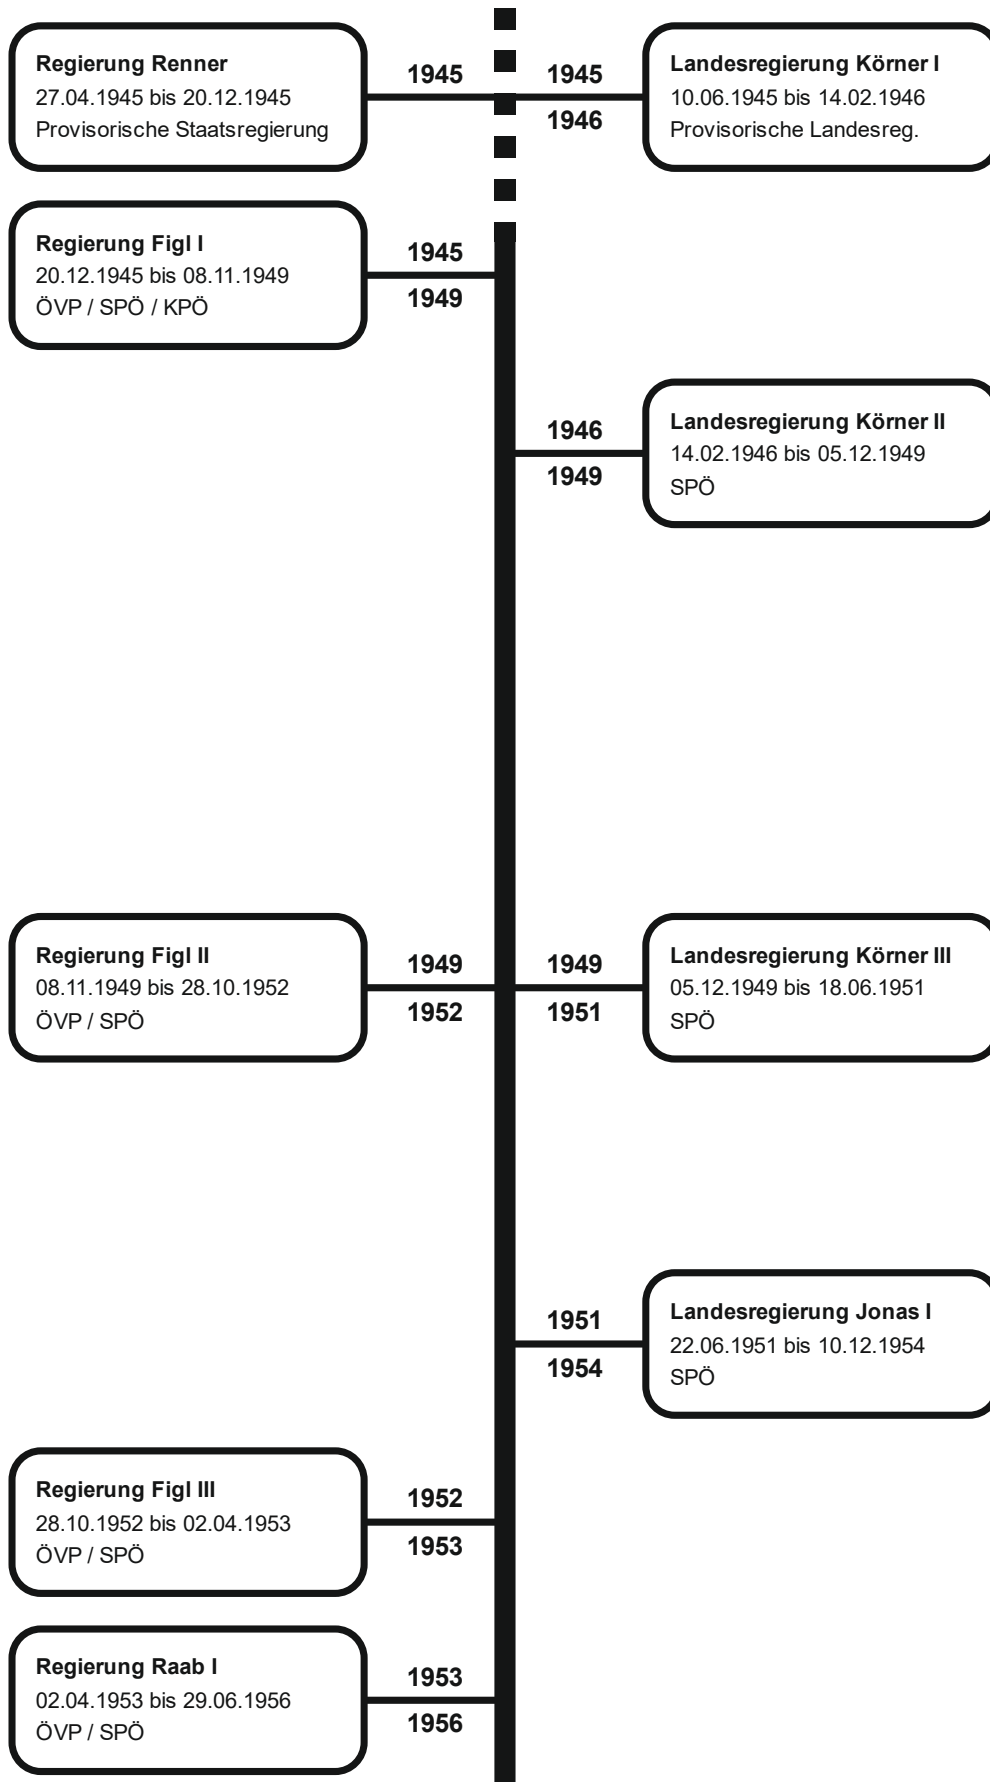 Regierung Renner
27.04.1945 bis 20.12.1945
Provisorische Staatsregierung
1945
1945
1946
Landesregierung Körner I
10.06.1945 bis 14.02.1946
Provisorische Landesreg.
Regierung Figl I
20.12.1945 bis 08.11.1949
ÖVP / SPÖ / KPÖ
1945
1949
1946
1949
Landesregierung Körner II
14.02.1946 bis 05.12.1949
SPÖ
Regierung Figl II
08.11.1949 bis 28.10.1952
ÖVP / SPÖ
1949
1952
1949
1951
Landesregierung Körner III
05.12.1949 bis 18.06.1951
SPÖ
1951
1954
Landesregierung Jonas I
22.06.1951 bis 10.12.1954
SPÖ
Regierung Figl III
28.10.1952 bis 02.04.1953
ÖVP / SPÖ
1952
1953
Regierung Raab I
02.04.1953 bis 29.06.1956
ÖVP / SPÖ
1953
1956